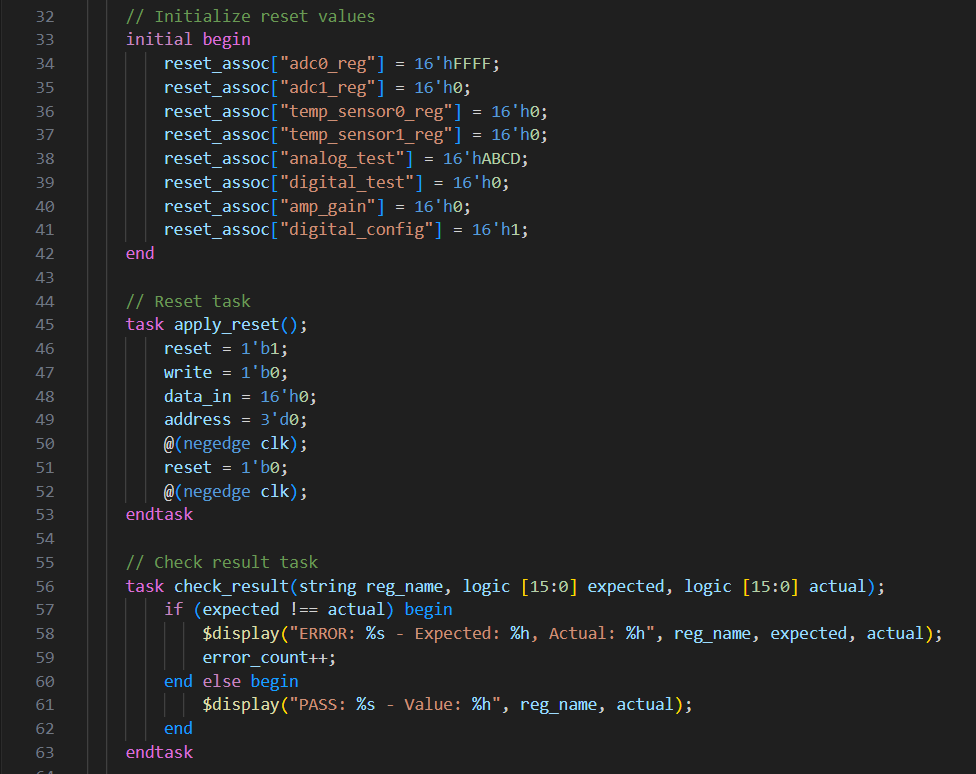 32 // Initialize reset values
33 initial begin
34 reset_assoc["adc0_reg"] = 16'hFFFF;
35 reset_assoc["adc1_reg"] = 16'h0;
36 reset_assoc["temp_sensor0_reg"] = 16'h0;
37 reset_assoc["temp_sensor1_reg"] = 16'h0;
38 reset_assoc["analog_test"] = 16'hABCD;
39 reset_assoc["digital_test"] = 16'h0;
40 reset_assoc["amp_gain"] = 16'h0;
41 reset_assoc["digital_config"] = 16'h1;
42 end
43
44 // Reset task
45 task apply_reset();
46 reset = 1'b1;
47 write = 1'b0;
48 data_in = 16'h0;
49 address = 3'd0;
50 @(negedge clk);
51 reset = 1'b0;
52 @(negedge clk);
53 endtask
54
55 // Check result task
56 task check_result(string reg_name, logic [15:0] expected, logic [15:0] actual);
57 if (expected !== actual) begin
58 $display("ERROR: %s - Expected: %h, Actual: %h", reg_name, expected, actual);
59 error_count++;
60 end else begin
61 $display("PASS: %s - Value: %h", reg_name, actual);
62 end
63 endtask